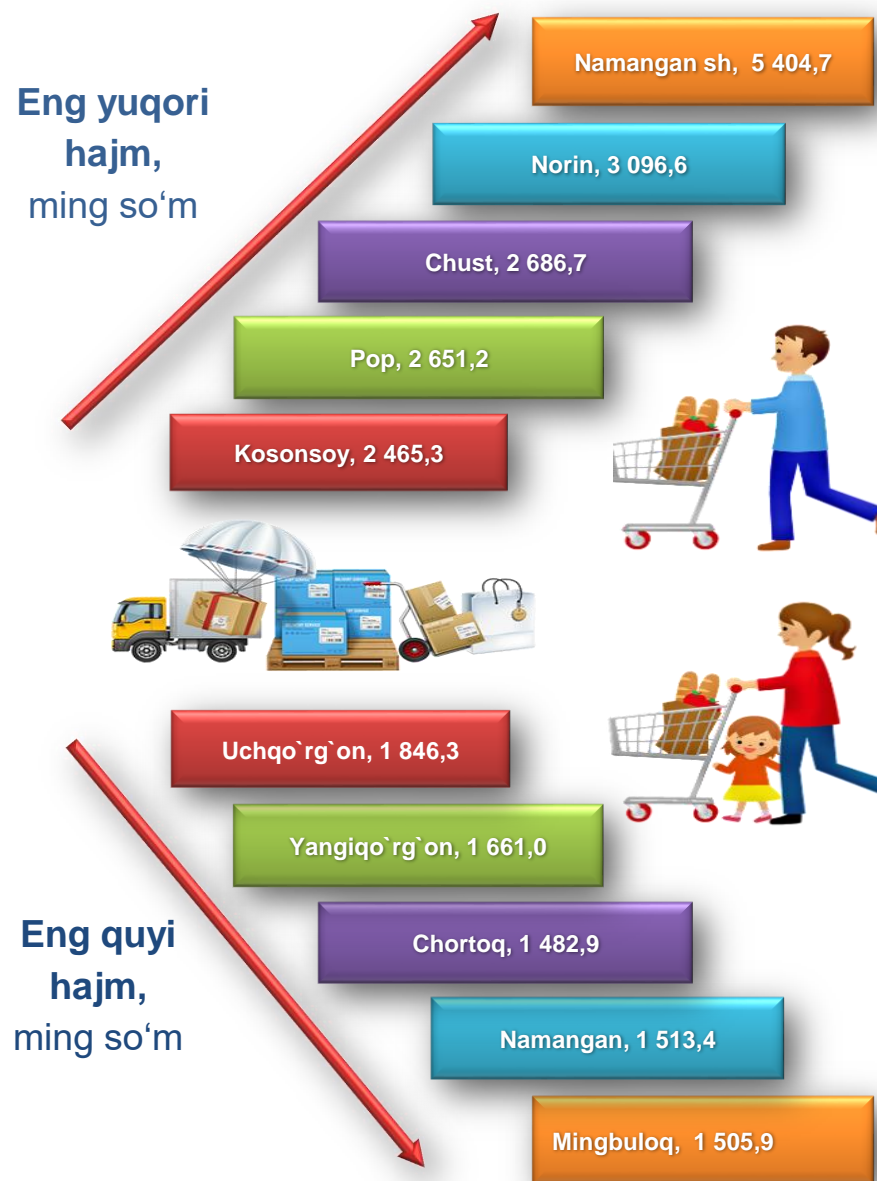 Eng yuqori
hajm,
ming so‘m
Namangan sh, 5 404,7
Norin, 3 096,6
Chust, 2 686,7
Pop, 2 651,2
Kosonsoy, 2 465,3
Uchqo`rg`on, 1 846,3
Yangiqo`rg`on, 1 661,0
Chortoq, 1 482,9
Namangan, 1 513,4
Mingbuloq, 1 505,9
Eng quyi
hajm,
ming so‘m